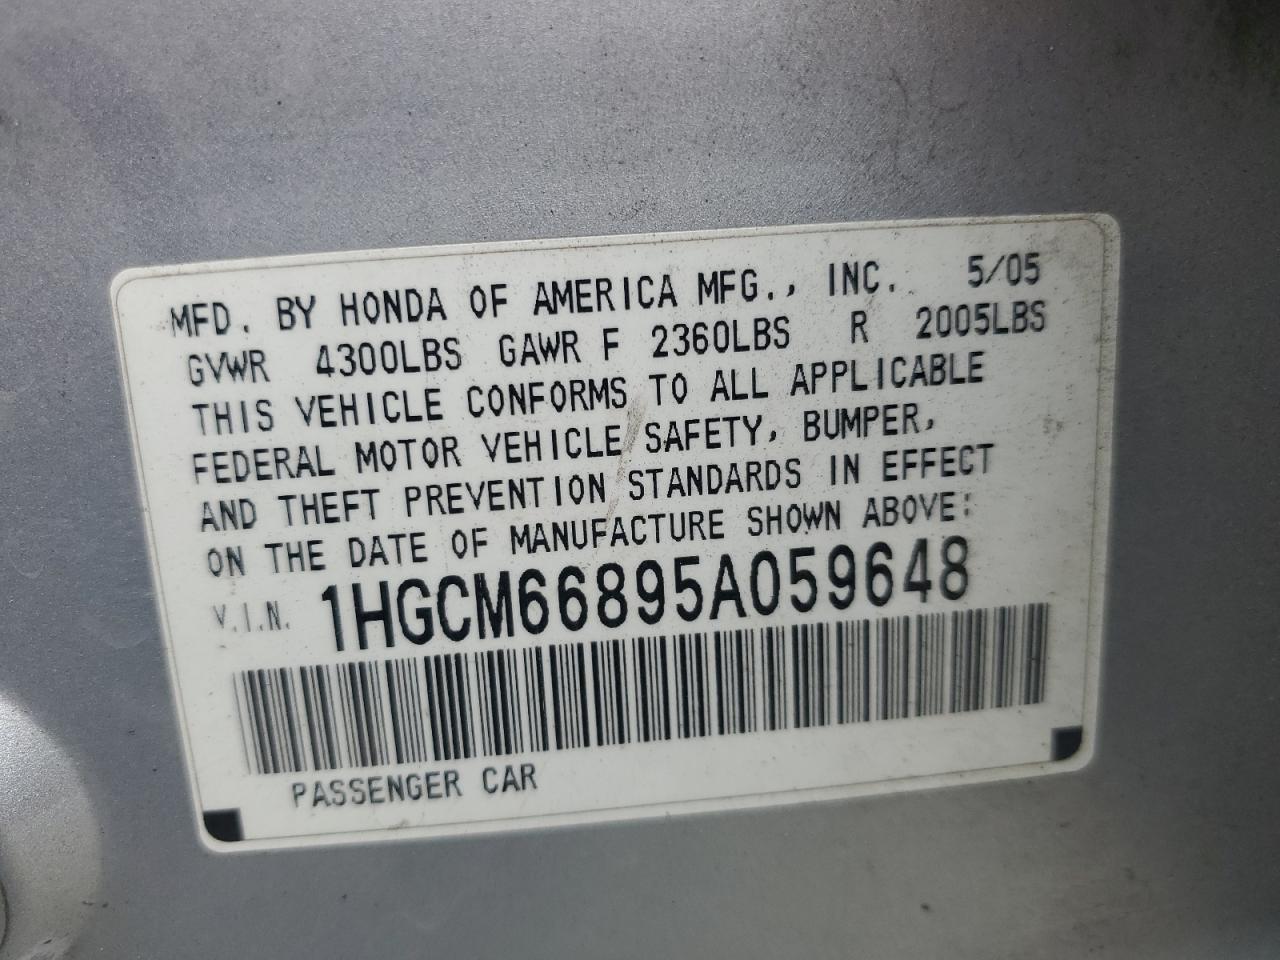 MFD. BY HONDA OF AMERICA MFG., INC. 5/05
GVWR 4300LBS GAWR F 2360LBS R 2005LBS
THIS VEHICLE CONFORMS TO ALL APPLICABLE
FEDERAL MOTOR VEHICLE SAFETY, BUMPER,
AND THEFT PREVENTION STANDARDS IN EFFECT
ON THE DATE OF MANUFACTURE SHOWN ABOVE:
V.I.N. 1HGCM66895A059648
PASSENGER CAR